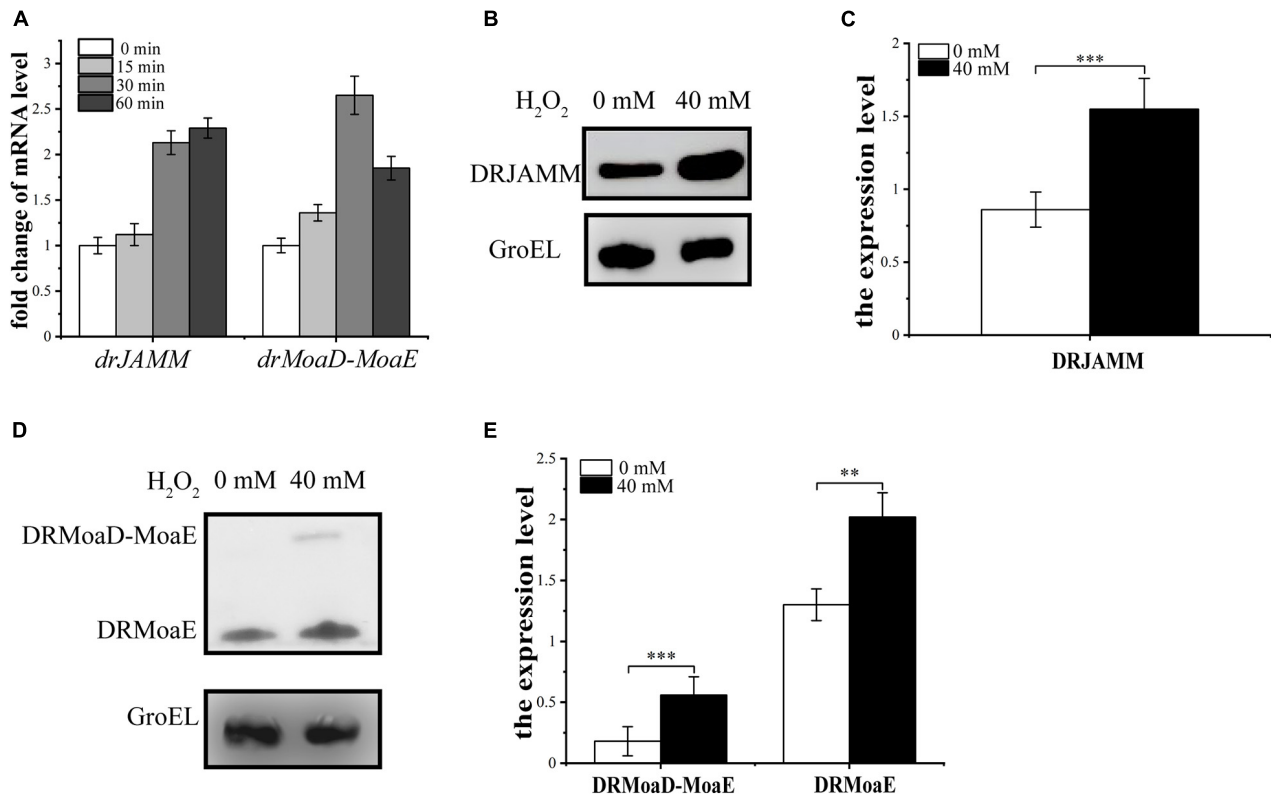 A
fold change of mRNA level
3
2.5
2
1.5
1
0.5
0
0 min
15 min
30 min
60 min
drJAMM
drMoaD-MoaE
B
H₂O₂ 0 mM 40 mM
DRJAMM
GroEL
C
the expression level
2
1.5
1
0.5
0
0 mM
40 mM
***
DRJAMM
D
H₂O₂ 0 mM 40 mM
DRMoaD-MoaE
DRMoaE
GroEL
E
the expression level
2.5
2
1.5
1
0.5
0
0 mM
40 mM
***
**
DRMoaD-MoaE
DRMoaE